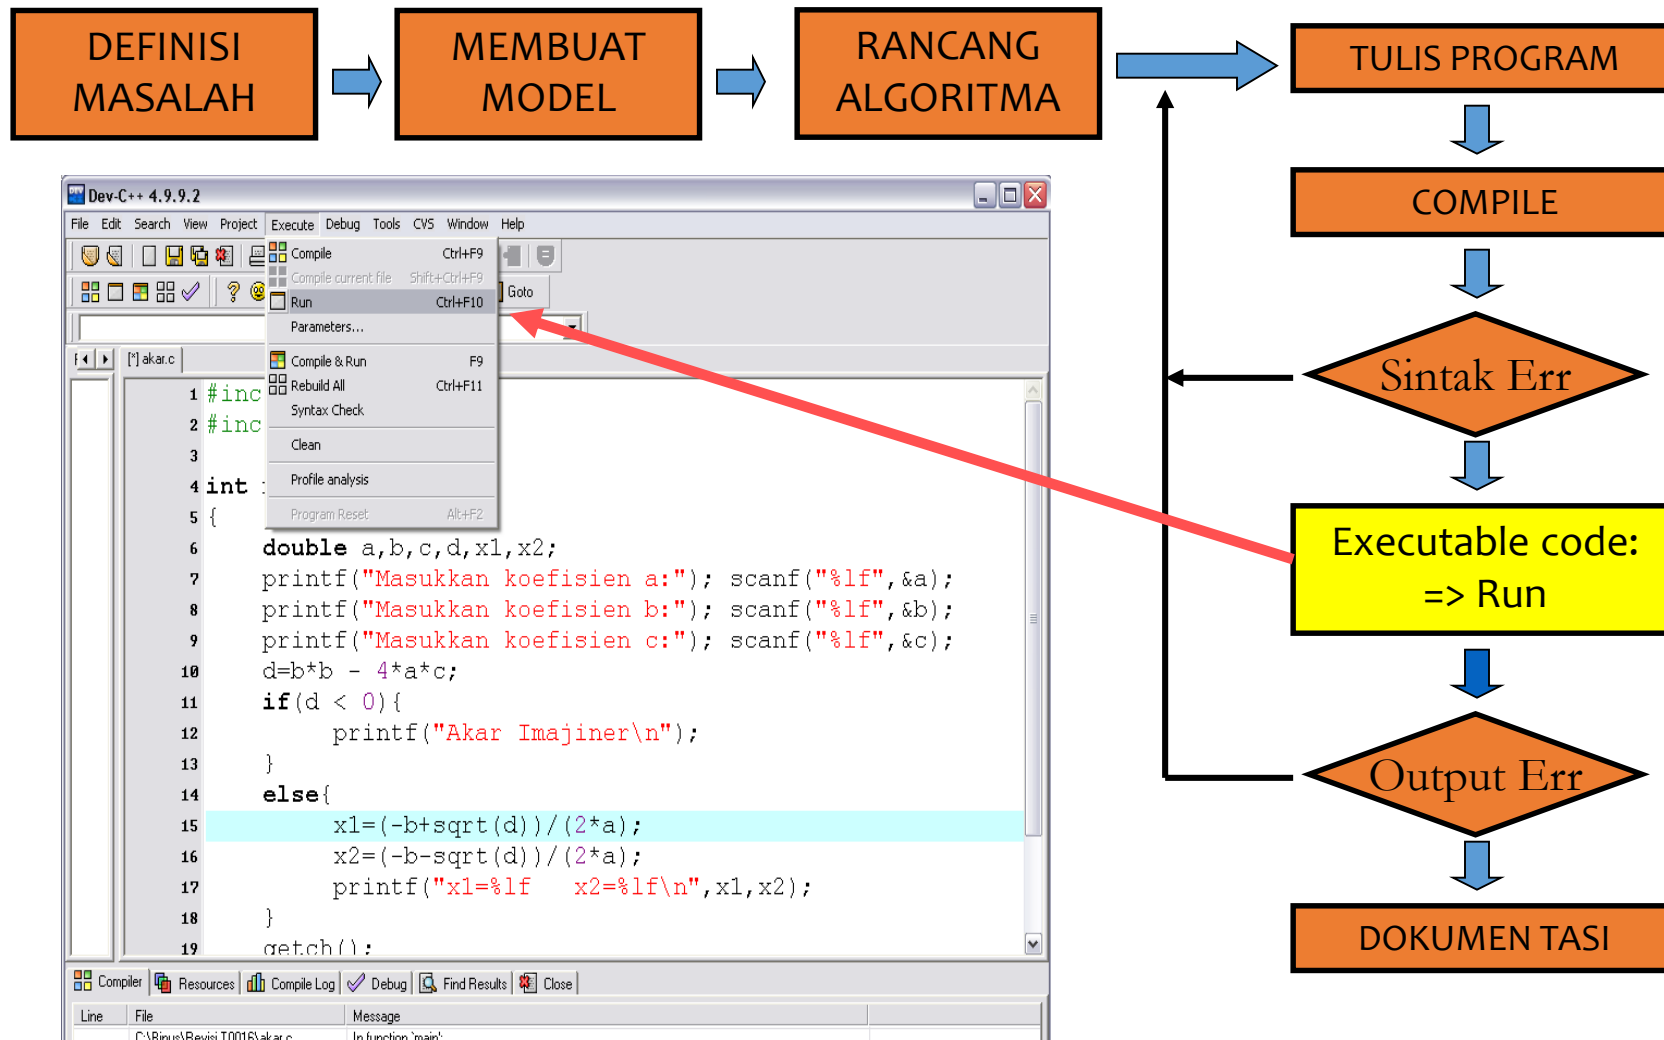 DEFINISI
MASALAH
MEMBUAT
MODEL
RANCANG
ALGORITMA
TULIS PROGRAM
COMPILE
Sintak Err
Executable code:
=> Run
Output Err
DOKUMEN TASI
Dev-C++ 4.9.9.2
File Edit Search View Project Execute Debug Tools CVS Window Help
Compile Ctrl+F9
Compile current file Shift+Ctrl+F9
Run Ctrl+F10
Goto
Parameters...
Compile & Run F9
Rebuild All Ctrl+F11
Syntax Check
Clean
Profile analysis
Program Reset Alt+F2
[*] akar.c
1 #inc
2 #inc
3
4 int
5 {
6 double a,b,c,d,x1,x2;
7 printf("Masukkan koefisien a:"); scanf("%lf",&a);
8 printf("Masukkan koefisien b:"); scanf("%lf",&b);
9 printf("Masukkan koefisien c:"); scanf("%lf",&c);
10 d=b*b - 4*a*c;
11 if(d < 0){
12 printf("Akar Imajiner\n");
13 }
14 else{
15 x1=(-b+sqrt(d))/(2*a);
16 x2=(-b-sqrt(d))/(2*a);
17 printf("x1=%lf   x2=%lf\n",x1,x2);
18 }
19 getch();
Compiler Resources Compile Log Debug Find Results Close
Line File Message
C:\Binus\Revisi T0016\akar.c In function `main':